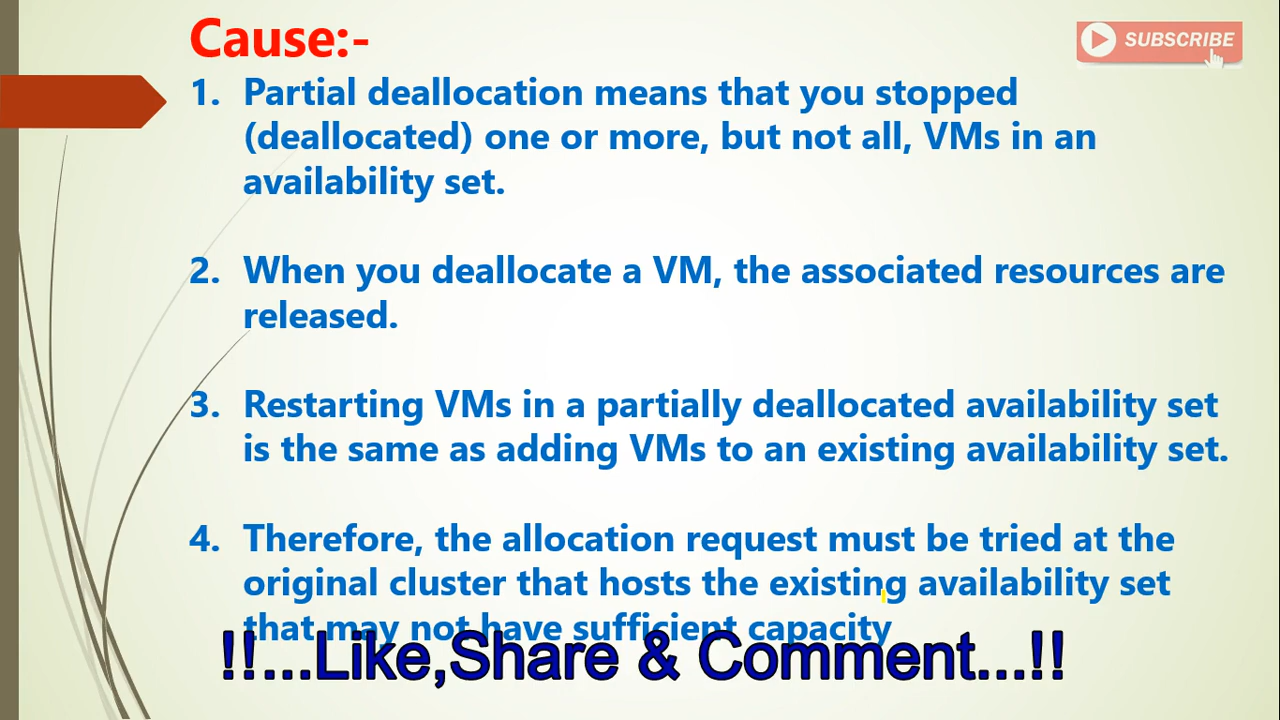 Cause:-
SUBSCRIBE
1. Partial deallocation means that you stopped
(deallocated) one or more, but not all, VMs in an
availability set.
2. When you deallocate a VM, the associated resources are
released.
3. Restarting VMs in a partially deallocated availability set
is the same as adding VMs to an existing availability set.
4. Therefore, the allocation request must be tried at the
original cluster that hosts the existing availability set
that may not have sufficient capacity
!!...Like,Share & Comment...!!